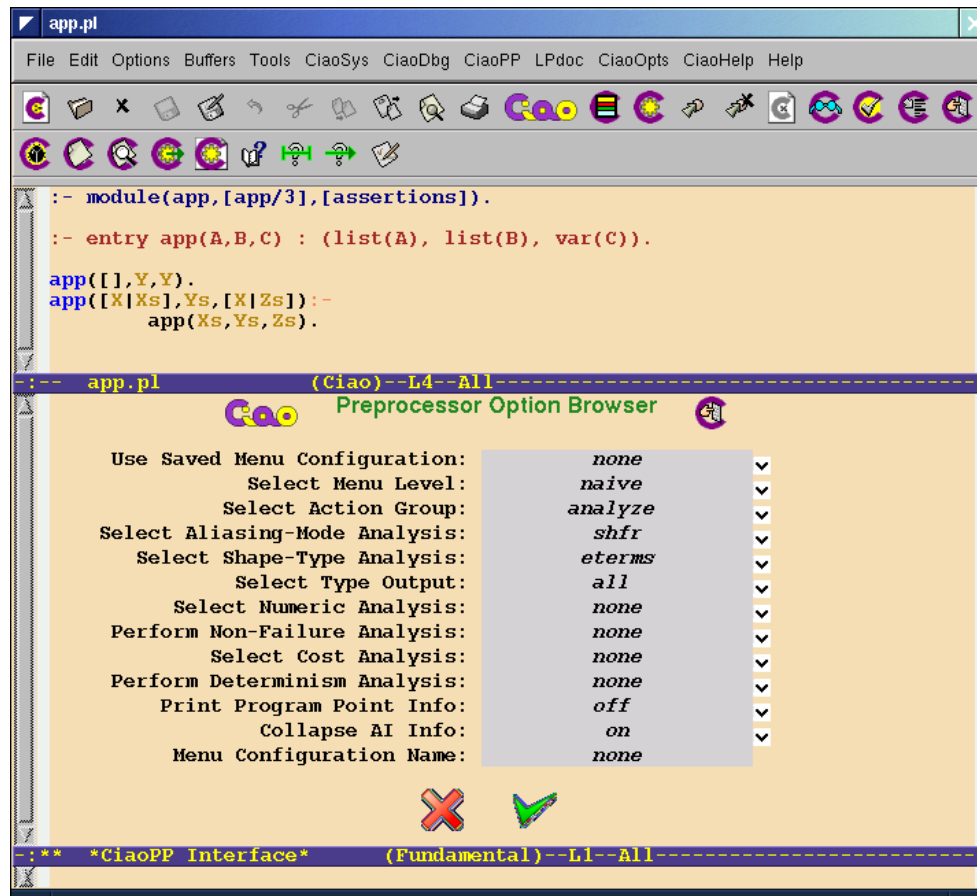 app.pl
File Edit Options Buffers Tools CiaoSys CiaoDbg CiaoPP LPdoc CiaoOpts CiaoHelp Help
Ciao
:- module(app,[app/3],[assertions]).
:- entry app(A,B,C) : (list(A), list(B), var(C)).
app([],Y,Y).
app([X|Xs],Ys,[X|Zs]):-
app(Xs,Ys,Zs).
-:-- app.pl (Ciao)--L4--All--------------------------------------
Ciao Preprocessor Option Browser
Use Saved Menu Configuration: none
Select Menu Level: naive
Select Action Group: analyze
Select Aliasing-Mode Analysis: shfr
Select Shape-Type Analysis: eterms
Select Type Output: all
Select Numeric Analysis: none
Perform Non-Failure Analysis: none
Select Cost Analysis: none
Perform Determinism Analysis: none
Print Program Point Info: off
Collapse AI Info: on
Menu Configuration Name: none
-:** *CiaoPP Interface* (Fundamental)--L1--All--------------------------